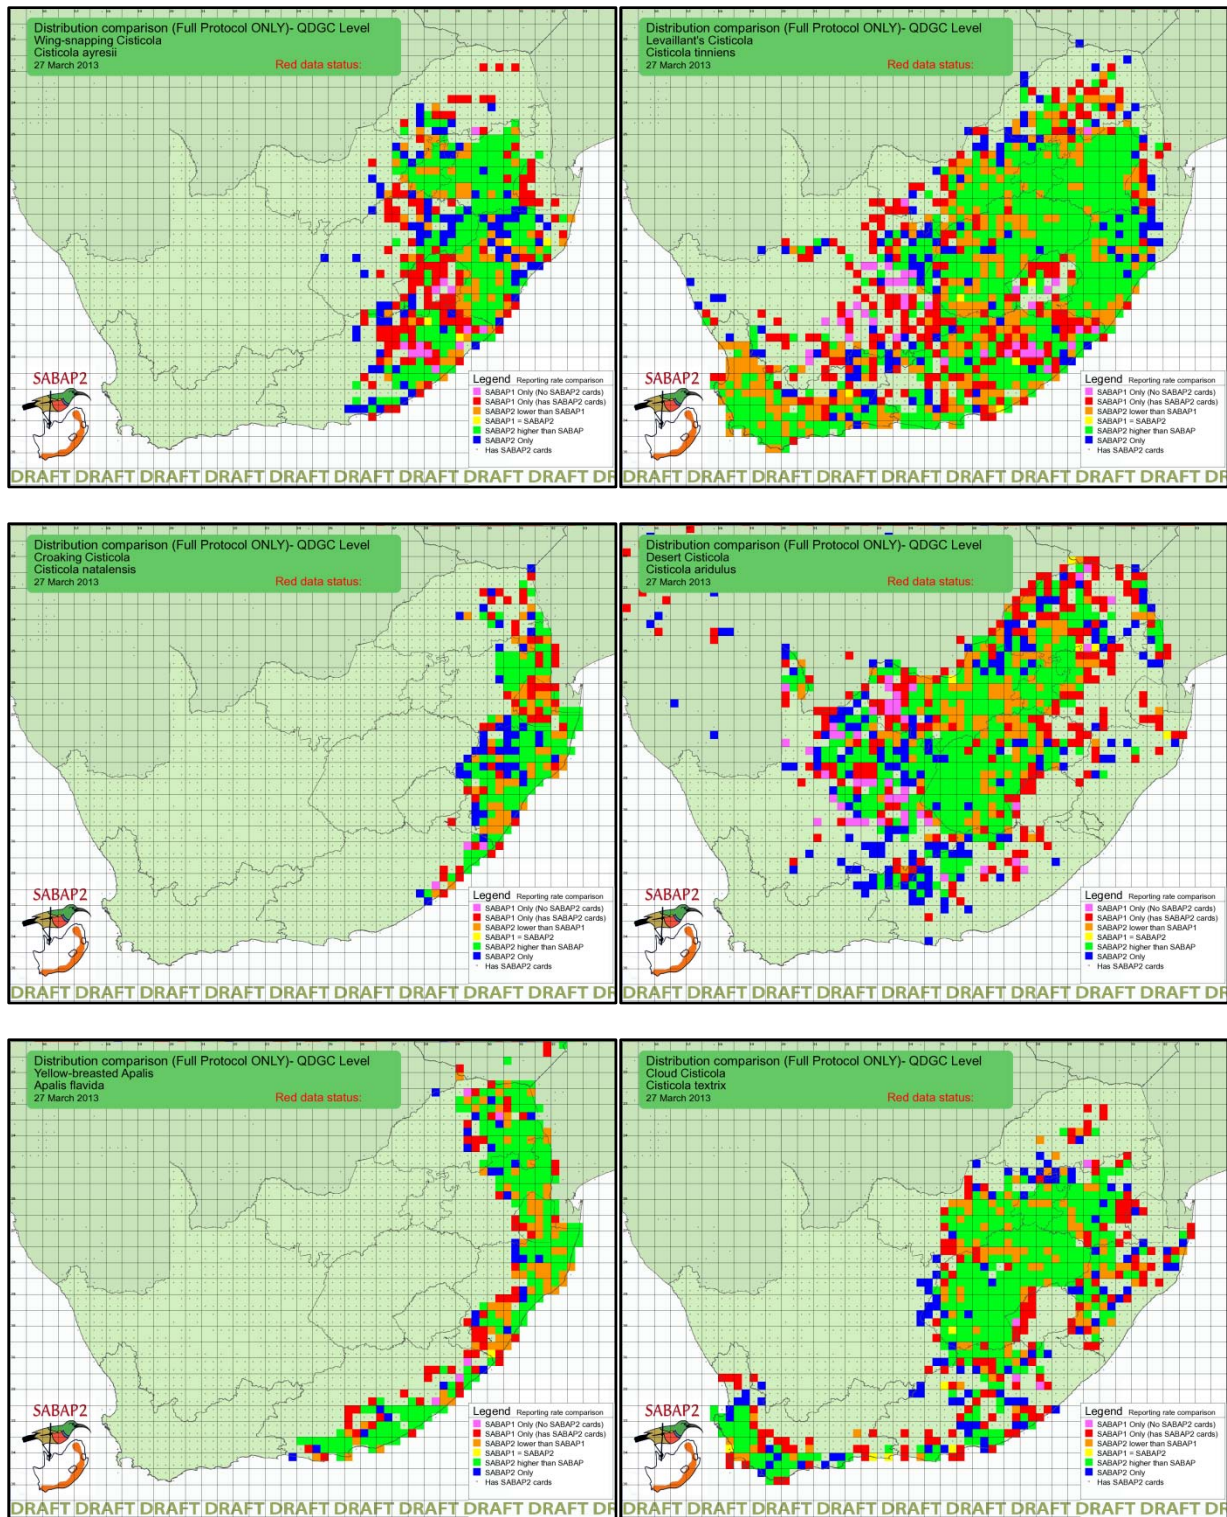 Distribution comparison (Full Protocol ONLY)- QDGC Level
Wing-snapping Cisticola
Cisticola ayresii
27 March 2013
Red data status:
SABAP2
Legend Reporting rate comparison
SABAP1 Only (No SABAP2 cards)
SABAP1 Only (has SABAP2 cards)
SABAP2 lower than SABAP1
SABAP1 = SABAP2
SABAP2 higher than SABAP
SABAP2 Only
Has SABAP2 cards
DRAFT DRAFT DRAFT DRAFT DRAFT DRAFT DRAFT DRAFT DR
Distribution comparison (Full Protocol ONLY)- QDGC Level
Levaillant's Cisticola
Cisticola tinniens
27 March 2013
Red data status:
SABAP2
Legend Reporting rate comparison
SABAP1 Only (No SABAP2 cards)
SABAP1 Only (has SABAP2 cards)
SABAP2 lower than SABAP1
SABAP1 = SABAP2
SABAP2 higher than SABAP
SABAP2 Only
Has SABAP2 cards
DRAFT DRAFT DRAFT DRAFT DRAFT DRAFT DRAFT DRAFT DR
Distribution comparison (Full Protocol ONLY)- QDGC Level
Croaking Cisticola
Cisticola natalensis
27 March 2013
Red data status:
SABAP2
Legend Reporting rate comparison
SABAP1 Only (No SABAP2 cards)
SABAP1 Only (has SABAP2 cards)
SABAP2 lower than SABAP1
SABAP1 = SABAP2
SABAP2 higher than SABAP
SABAP2 Only
Has SABAP2 cards
DRAFT DRAFT DRAFT DRAFT DRAFT DRAFT DRAFT DRAFT DR
Distribution comparison (Full Protocol ONLY)- QDGC Level
Desert Cisticola
Cisticola aridulus
27 March 2013
Red data status:
SABAP2
Legend Reporting rate comparison
SABAP1 Only (No SABAP2 cards)
SABAP1 Only (has SABAP2 cards)
SABAP2 lower than SABAP1
SABAP1 = SABAP2
SABAP2 higher than SABAP
SABAP2 Only
Has SABAP2 cards
DRAFT DRAFT DRAFT DRAFT DRAFT DRAFT DRAFT DRAFT DR
Distribution comparison (Full Protocol ONLY)- QDGC Level
Yellow-breasted Apalis
Apalis flavida
27 March 2013
Red data status:
SABAP2
Legend Reporting rate comparison
SABAP1 Only (No SABAP2 cards)
SABAP1 Only (has SABAP2 cards)
SABAP2 lower than SABAP1
SABAP1 = SABAP2
SABAP2 higher than SABAP
SABAP2 Only
Has SABAP2 cards
DRAFT DRAFT DRAFT DRAFT DRAFT DRAFT DRAFT DRAFT DR
Distribution comparison (Full Protocol ONLY)- QDGC Level
Cloud Cisticola
Cisticola textrix
27 March 2013
Red data status:
SABAP2
Legend Reporting rate comparison
SABAP1 Only (No SABAP2 cards)
SABAP1 Only (has SABAP2 cards)
SABAP2 lower than SABAP1
SABAP1 = SABAP2
SABAP2 higher than SABAP
SABAP2 Only
Has SABAP2 cards
DRAFT DRAFT DRAFT DRAFT DRAFT DRAFT DRAFT DRAFT DR